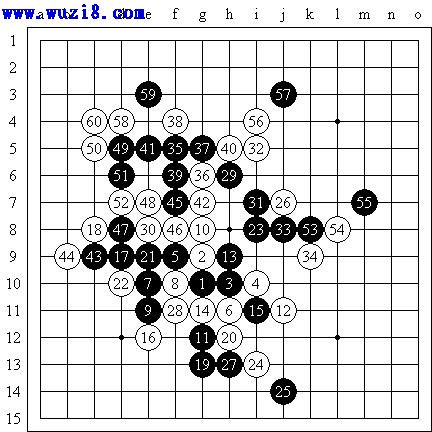 www.wuzi8.com
a e f g h i j k l m n o
1
2
3 59 57
4 60 58 38 56
5 50 49 41 35 37 40 32
6 51 39 36 29
7 52 48 45 42 31 26 55
8 18 47 30 46 10 23 33 53 54
9 44 43 17 21 5 2 13 34
10 22 7 8 1 3 4
11 9 28 14 6 15 12
12 16 11 20
13 19 27 24
14 25
15